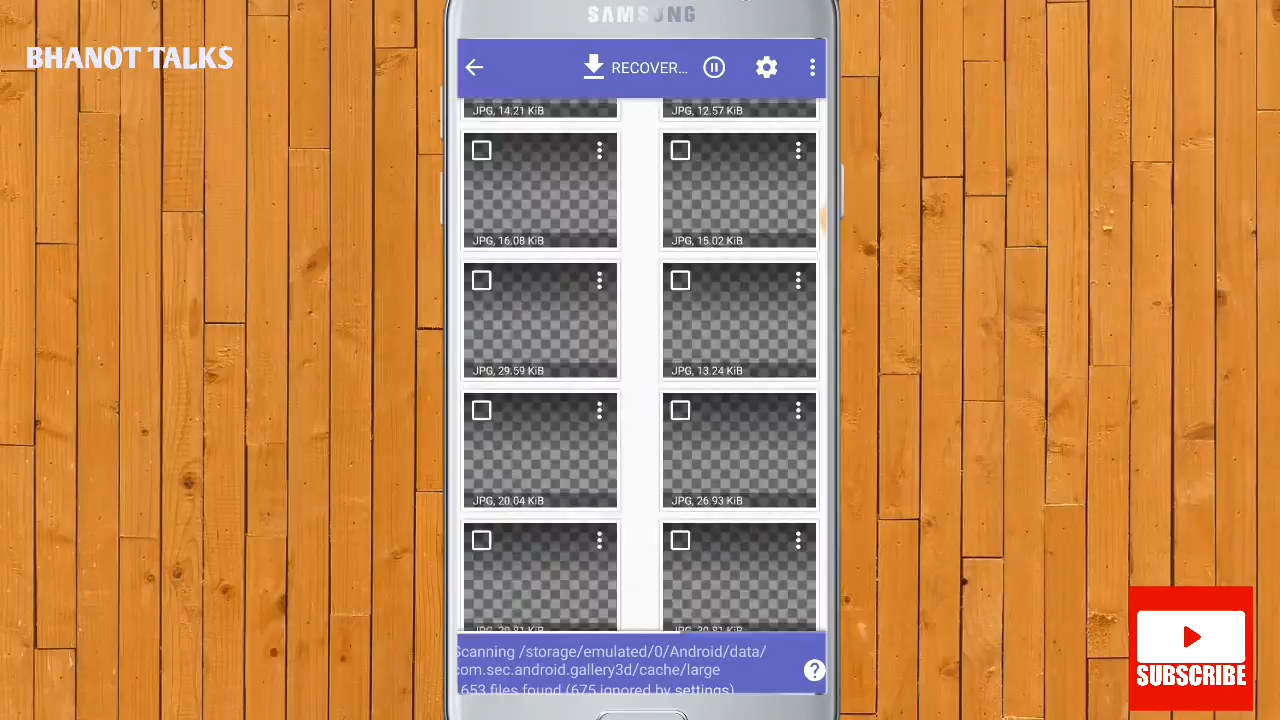 SAMSUNG
BHANOT TALKS
RECOVER...
JPG, 14.21 KiB
JPG, 12.57 KiB
JPG, 16.08 KiB
JPG, 15.02 KiB
JPG, 29.59 KiB
JPG, 13.24 KiB
JPG, 20.04 KiB
JPG, 26.93 KiB
Scanning /storage/emulated/0/Android/data/
com.sec.android.gallery3d/cache/large
653 files found (675 ignored by settings)
SUBSCRIBE